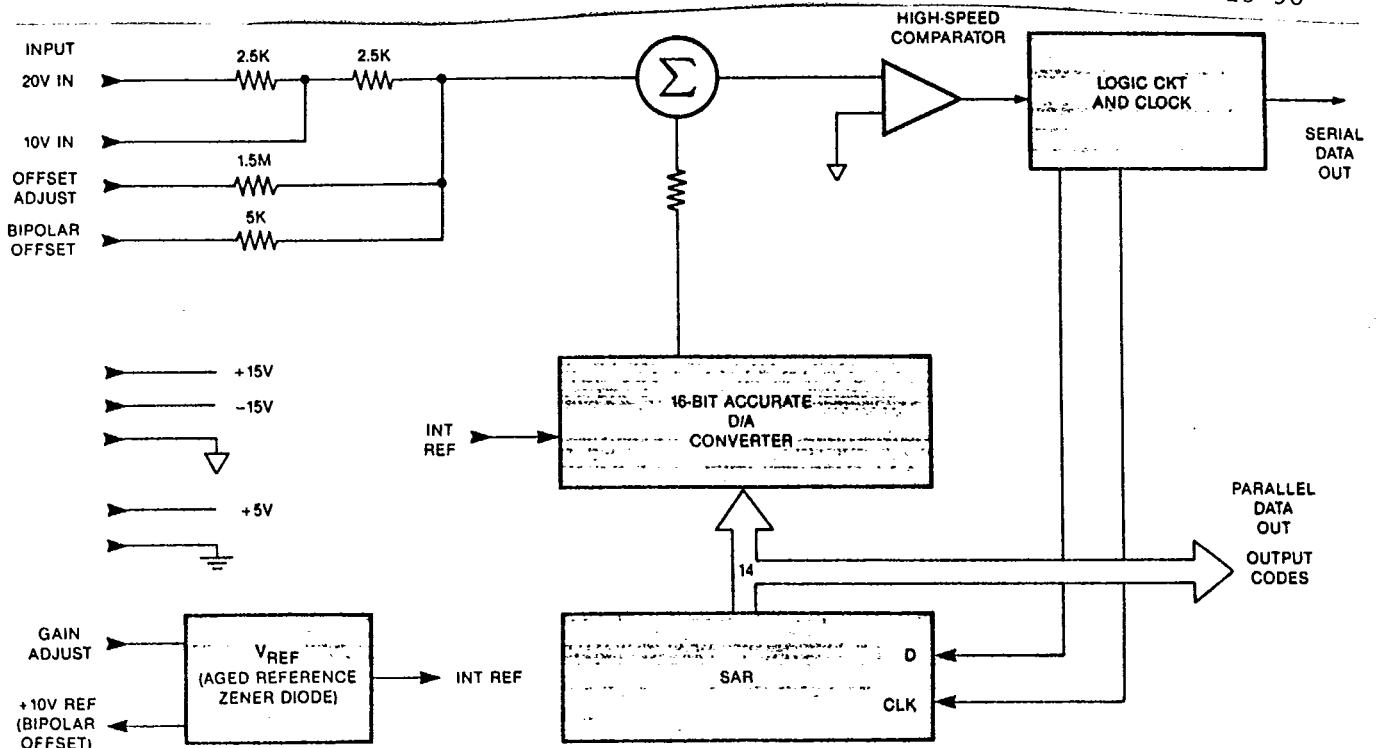 INPUT
20V IN
2.5K
2.5K
10V IN
OFFSET
ADJUST
1.5M
BIPOLAR
OFFSET
5K
Σ
HIGH-SPEED
COMPARATOR
LOGIC CKT
AND CLOCK
SERIAL
DATA
OUT
+15V
-15V
+5V
INT
REF
16-BIT ACCURATE
D/A
CONVERTER
14
PARALLEL
DATA
OUT
OUTPUT
CODES
GAIN
ADJUST
+10V REF
(BIPOLAR
OFFSET)
VREF
(AGED REFERENCE
ZENER DIODE)
INT REF
SAR
D
CLK